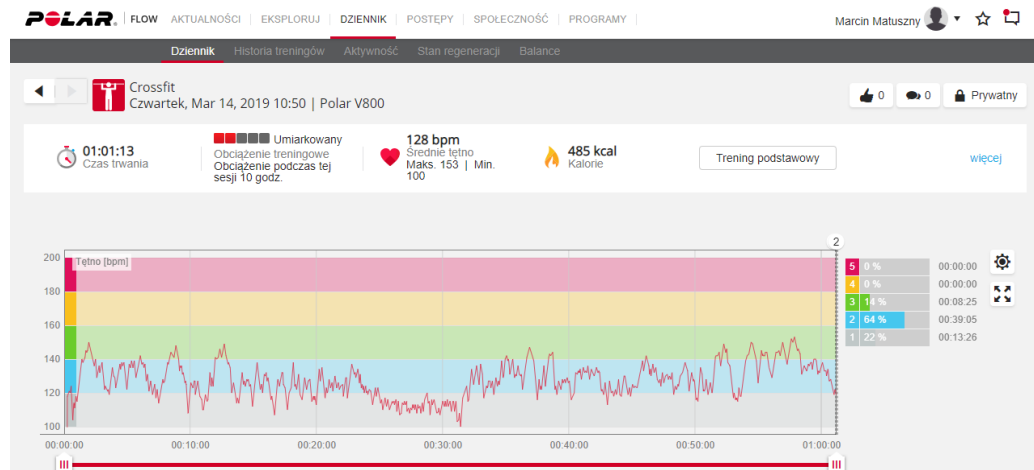 POLAR. FLOW AKTUALNOŚCI EKSPLORUJ DZIENNIK POSTĘPY SPOŁECZNOŚĆ PROGRAMY Marcin Matuszny
Dziennik Historia treningów Aktywność Stan regeneracji Balance
Crossfit
Czwartek, Mar 14, 2019 10:50 | Polar V800
0 0 Prywatny
01:01:13
Czas trwania
Umiarkowany
Obciążenie treningowe
Obciążenie podczas tej
sesji 10 godz.
128 bpm
Średnie tętno
Maks. 153 | Min.
100
485 kcal
Kalorie
Trening podstawowy
więcej
2
Tętno [bpm]
200
180
160
140
120
100
00:00:00 00:10:00 00:20:00 00:30:00 00:40:00 00:50:00 01:00:00
5 0 % 00:00:00
4 0 % 00:00:00
3 14 % 00:08:25
2 64 % 00:39:05
1 22 % 00:13:26